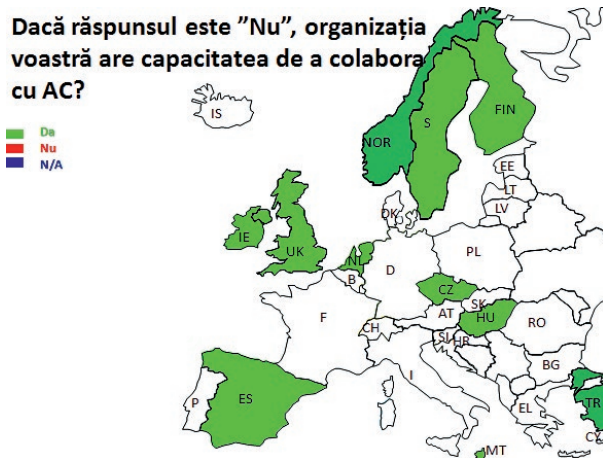 Dacă răspunsul este ”Nu”, organizația
voastră are capacitatea de a colabora
cu AC?
IS
Da
Nu
N/A
FIN
S
NOR
EE
LT
LV
DK
IE
UK
NL
PL
B
D
CZ
SK
F
AT
HU
CH
RO
SI
HR
BG
I
P
ES
EL
TR
MT
CY